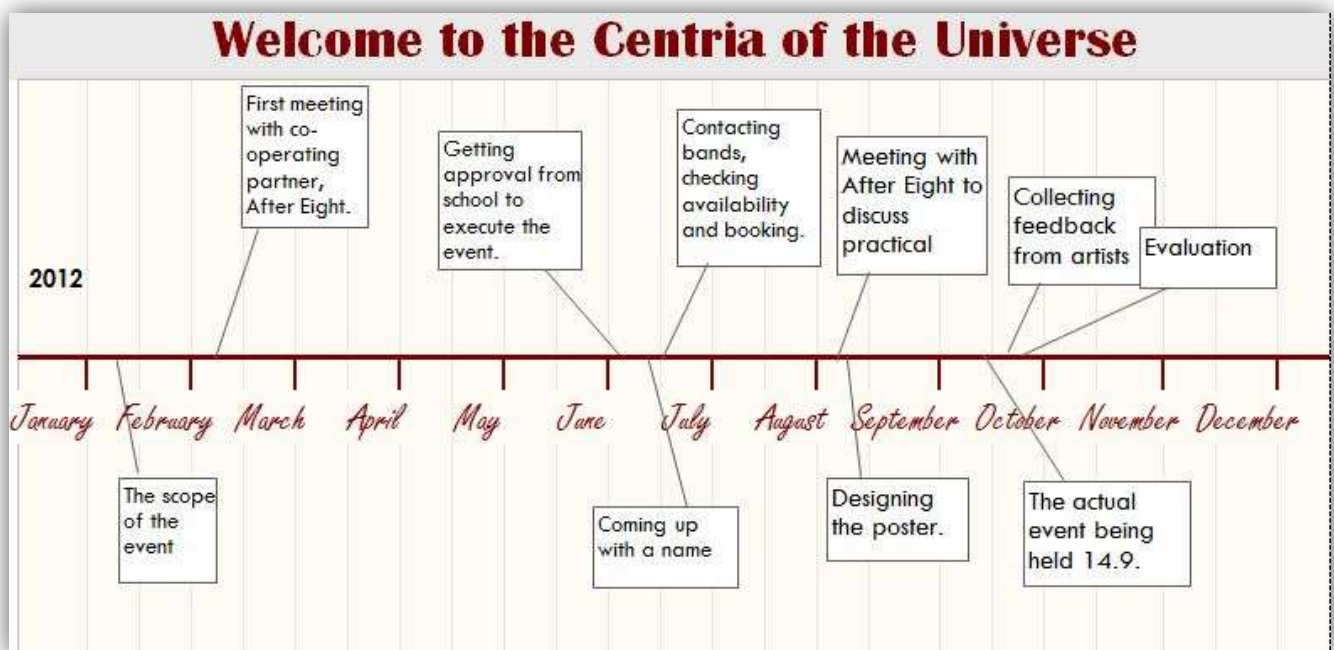 Welcome to the Centria of the Universe
First meeting
with co-
operating
partner,
After Eight.
Getting
approval from
school to
execute the
event.
Contacting
bands,
checking
availability
and booking.
Meeting with
After Eight to
discuss
practical
Collecting
feedback
from artists
Evaluation
2012
January February March April May June July August September October November December
The scope
of the
event
Coming up
with a name
Designing
the poster.
The actual
event being
held 14.9.